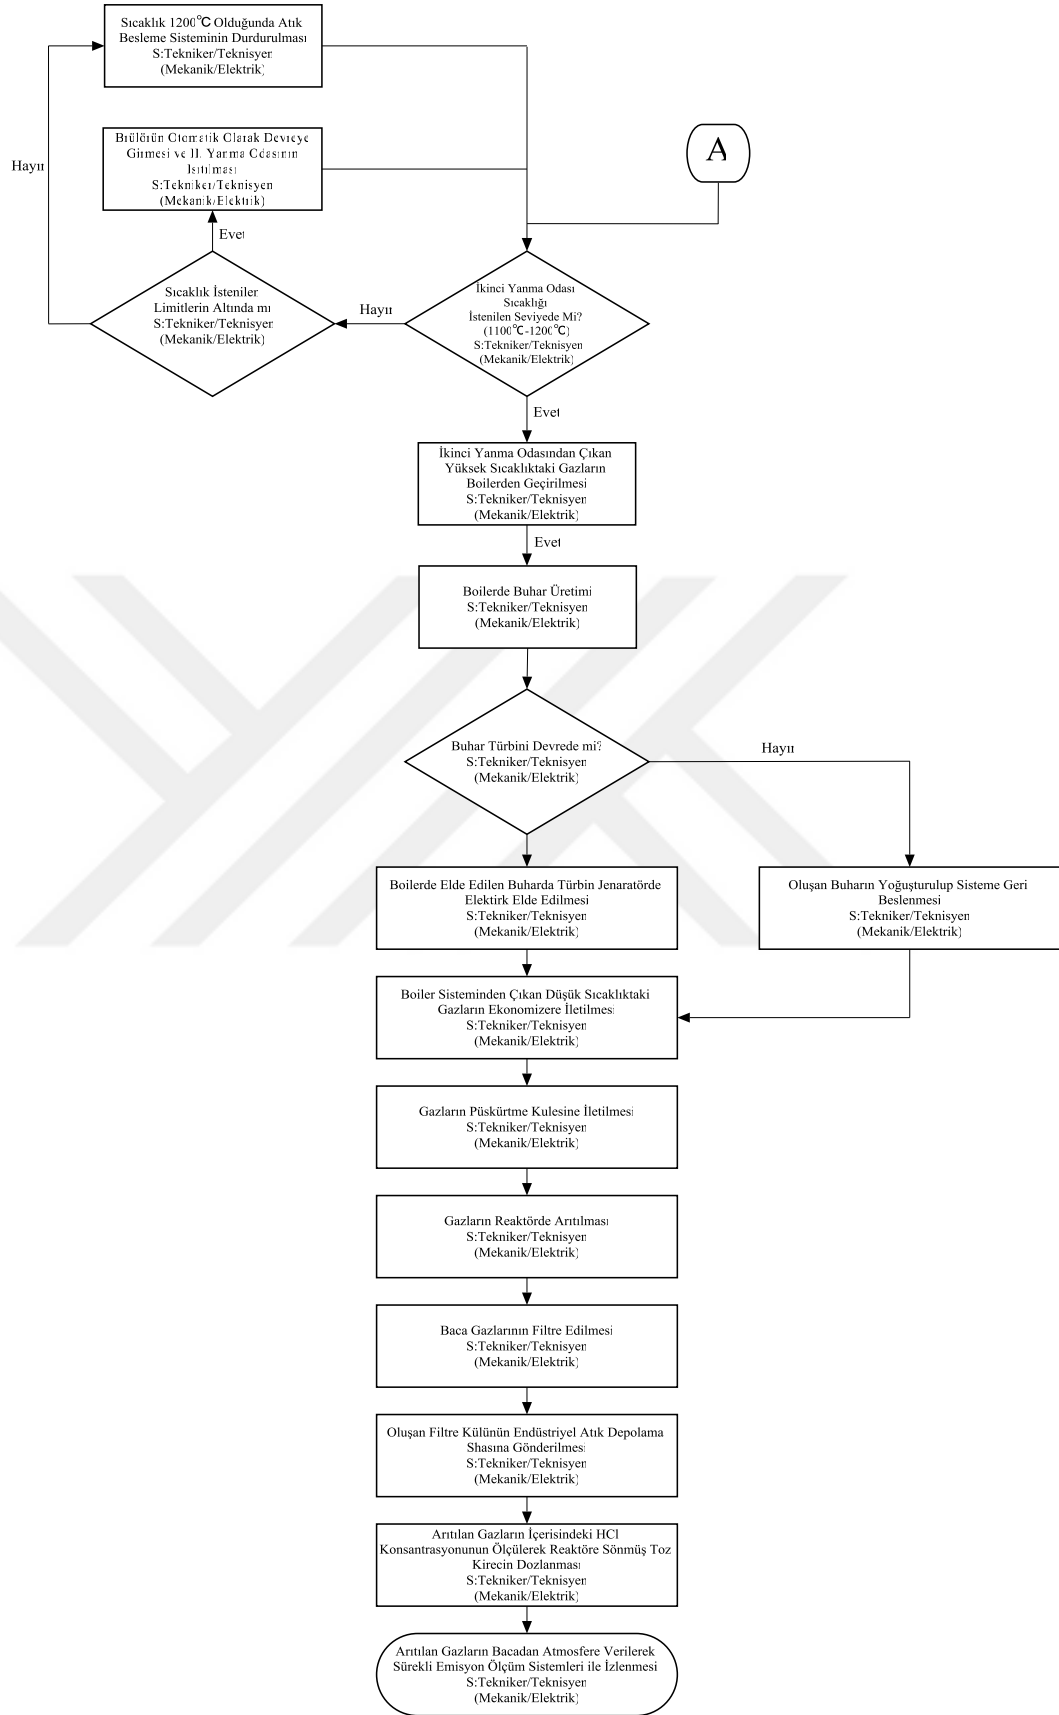 Sıcaklık 1200℃ Olduğunda Atık
Besleme Sisteminin Durdurulması
S:Tekniker/Teknisyen
(Mekanik/Elektrik)
Brülörün Otomatik Olarak Devreye
Girmesi ve II. Yanma Odasının
Isıtılması
S:Tekniker/Teknisyen
(Mekanik/Elektrik)
A
Hayır
Evet
Sıcaklık İstenilen
Limitlerin Altında mı
S:Tekniker/Teknisyen
(Mekanik/Elektrik)
Hayır
İkinci Yanma Odası
Sıcaklığı
İstenilen Seviyede Mi?
(1100℃-1200℃)
S:Tekniker/Teknisyen
(Mekanik/Elektrik)
Evet
İkinci Yanma Odasından Çıkan
Yüksek Sıcaklıktaki Gazların
Boilerden Geçirilmesi
S:Tekniker/Teknisyen
(Mekanik/Elektrik)
Evet
Boilerde Buhar Üretimi
S:Tekniker/Teknisyen
(Mekanik/Elektrik)
Buhar Türbini Devrede mi?
S:Tekniker/Teknisyen
(Mekanik/Elektrik)
Hayır
Boilerde Elde Edilen Buharda Türbin Jenaratörde
Elektirk Elde Edilmesi
S:Tekniker/Teknisyen
(Mekanik/Elektrik)
Oluşan Buharın Yoğuşturulup Sisteme Geri
Beslenmesi
S:Tekniker/Teknisyen
(Mekanik/Elektrik)
Boiler Sisteminden Çıkan Düşük Sıcaklıktaki
Gazların Ekonomizere İletilmesi
S:Tekniker/Teknisyen
(Mekanik/Elektrik)
Gazların Püskürtme Kulesine İletilmesi
S:Tekniker/Teknisyen
(Mekanik/Elektrik)
Gazların Reaktörde Arıtılması
S:Tekniker/Teknisyen
(Mekanik/Elektrik)
Baca Gazlarının Filtre Edilmesi
S:Tekniker/Teknisyen
(Mekanik/Elektrik)
Oluşan Filtre Külünün Endüstriyel Atık Depolama
Shasına Gönderilmesi
S:Tekniker/Teknisyen
(Mekanik/Elektrik)
Arıtılan Gazların İçerisindeki HCl
Konsantrasyonunun Ölçülerek Reaktöre Sönmüş Toz
Kirecin Dozlanması
S:Tekniker/Teknisyen
(Mekanik/Elektrik)
Arıtılan Gazların Bacadan Atmosfere Verilerek
Sürekli Emisyon Ölçüm Sistemleri ile İzlenmesi
S:Tekniker/Teknisyen
(Mekanik/Elektrik)